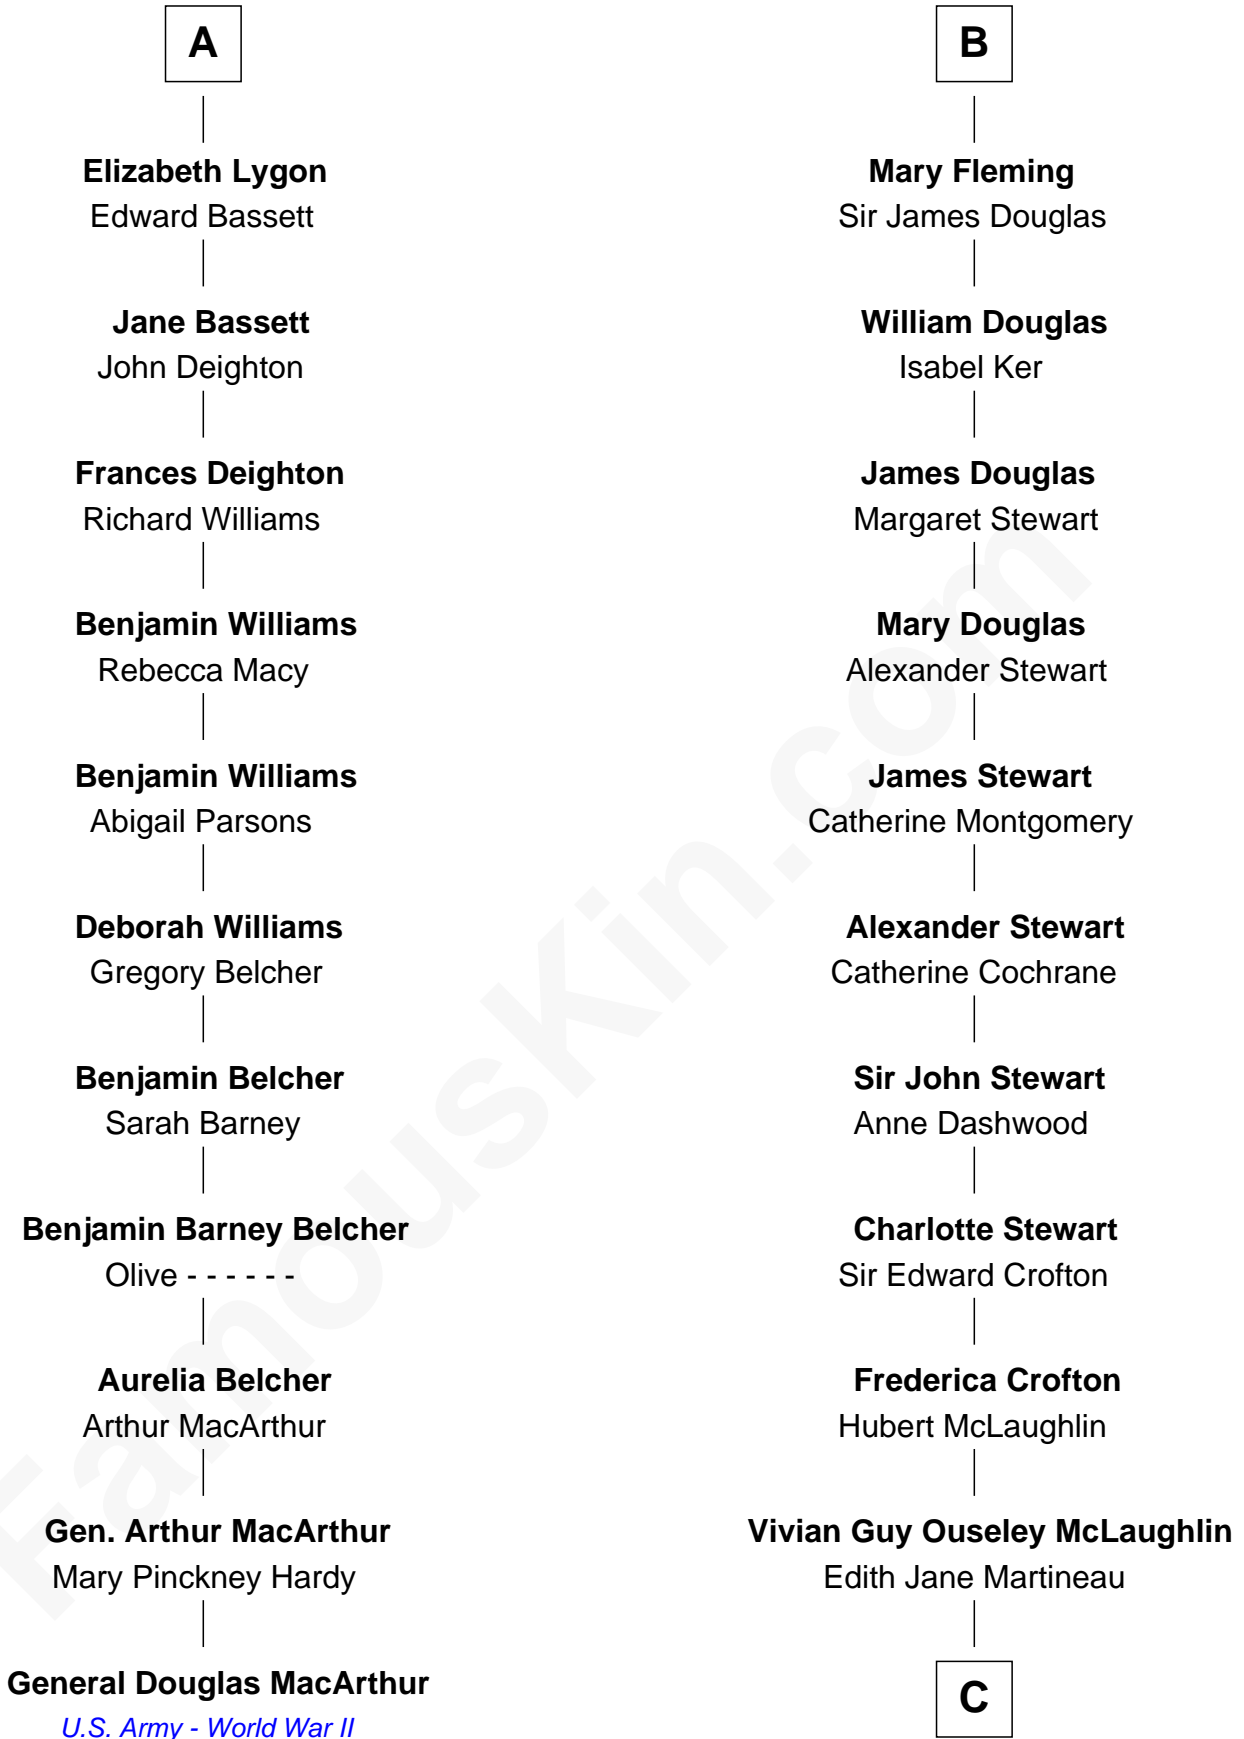 A
Elizabeth Lygon
Edward Bassett
Jane Bassett
John Deighton
Frances Deighton
Richard Williams
Benjamin Williams
Rebecca Macy
Benjamin Williams
Abigail Parsons
Deborah Williams
Gregory Belcher
Benjamin Belcher
Sarah Barney
Benjamin Barney Belcher
Olive - - - - - -
Aurelia Belcher
Arthur MacArthur
Gen. Arthur MacArthur
Mary Pinckney Hardy
General Douglas MacArthur
U.S. Army - World War II
B
Mary Fleming
Sir James Douglas
William Douglas
Isabel Ker
James Douglas
Margaret Stewart
Mary Douglas
Alexander Stewart
James Stewart
Catherine Montgomery
Alexander Stewart
Catherine Cochrane
Sir John Stewart
Anne Dashwood
Charlotte Stewart
Sir Edward Crofton
Frederica Crofton
Hubert McLaughlin
Vivian Guy Ouseley McLaughlin
Edith Jane Martineau
C
FamousKin.com